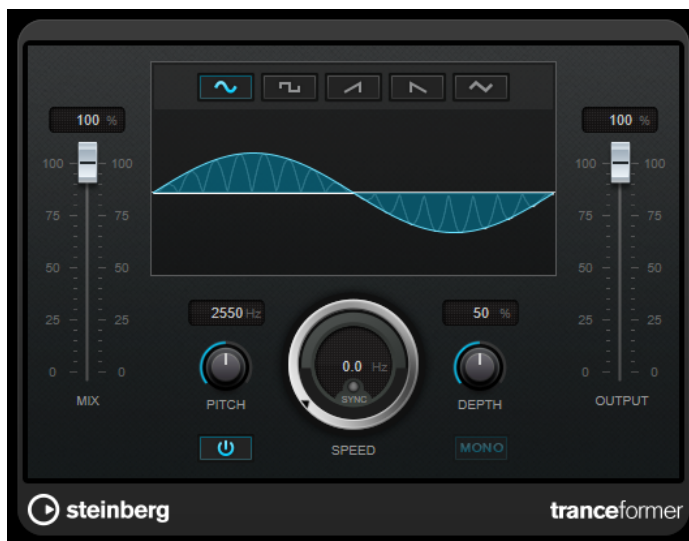 100 %
100 %
100 100
100 100
75 75
75 75
50 50
50 50
25 25
25 25
0 0
0 0
MIX
OUTPUT
2550 Hz
50 %
0.0 Hz
SYNC
PITCH
DEPTH
SPEED
MONO
steinberg
tranceformer